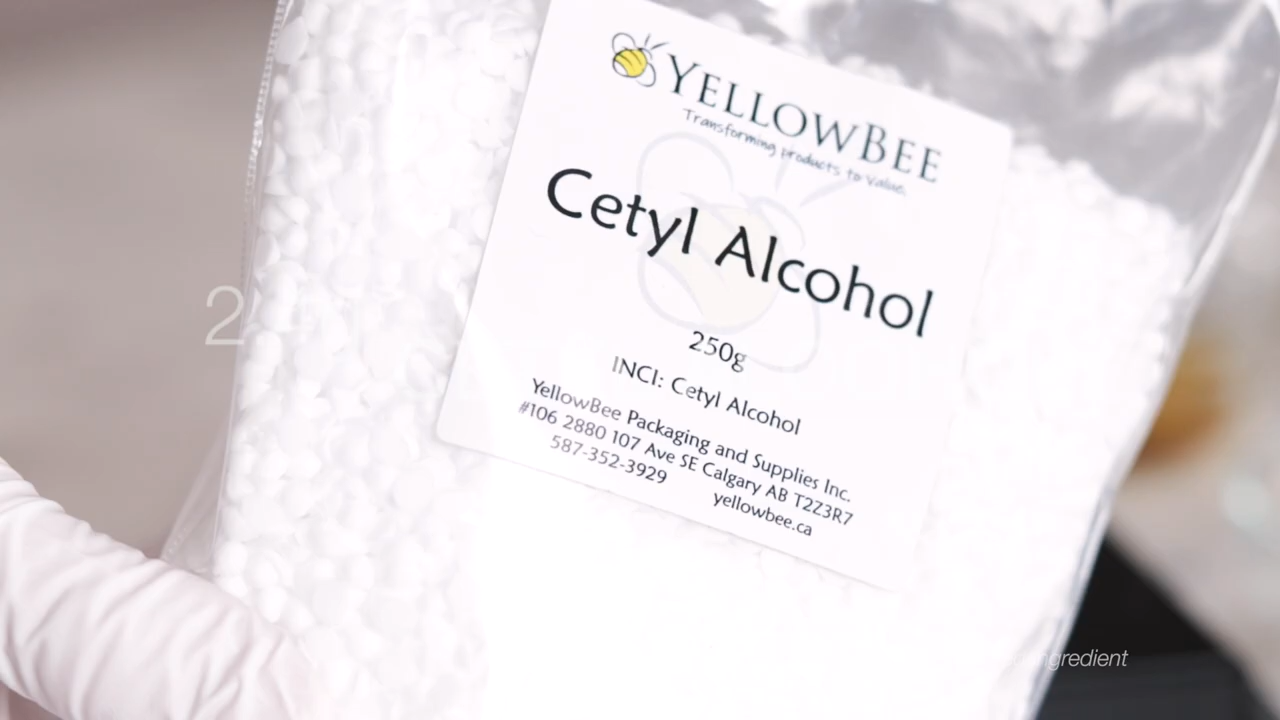 YELLOWBEE
Transforming products to Value.
Cetyl Alcohol
250g
INCI: Cetyl Alcohol
YellowBee Packaging and Supplies Inc.
#106 2880 107 Ave SE Calgary AB T2Z3R7
587-352-3929 yellowbee.ca
ingredient